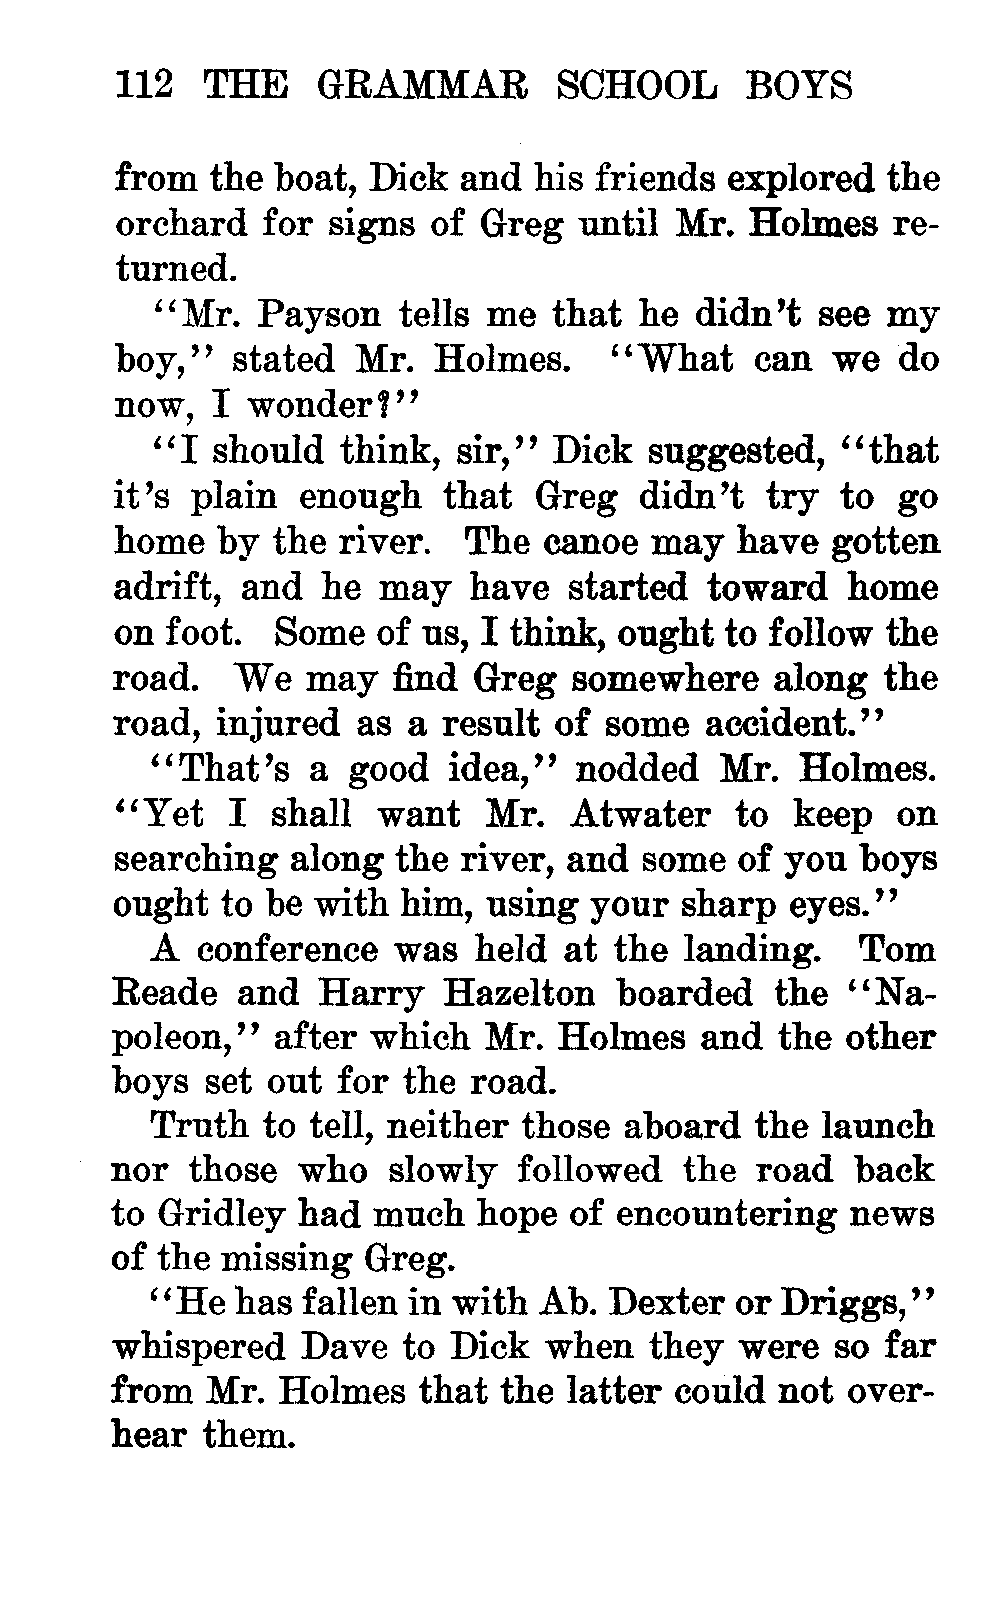 112 THE GRAMMAR SCHOOL BOYS
from the boat, Dick and his friends explored the
orchard for signs of Greg until Mr. Holmes re-
turned.
"Mr. Payson tells me that he didn't see my
boy," stated Mr. Holmes. "What can we do
now, I wonder?"
"I should think, sir," Dick suggested, "that
it's plain enough that Greg didn't try to go
home by the river. The canoe may have gotten
adrift, and he may have started toward home
on foot. Some of us, I think, ought to follow the
road. We may find Greg somewhere along the
road, injured as a result of some accident."
"That's a good idea," nodded Mr. Holmes.
"Yet I shall want Mr. Atwater to keep on
searching along the river, and some of you boys
ought to be with him, using your sharp eyes."
A conference was held at the landing. Tom
Reade and Harry Hazelton boarded the "Na-
poleon," after which Mr. Holmes and the other
boys set out for the road.
Truth to tell, neither those aboard the launch
nor those who slowly followed the road back
to Gridley had much hope of encountering news
of the missing Greg.
"He has fallen in with Ab. Dexter or Driggs,"
whispered Dave to Dick when they were so far
from Mr. Holmes that the latter could not over-
hear them.